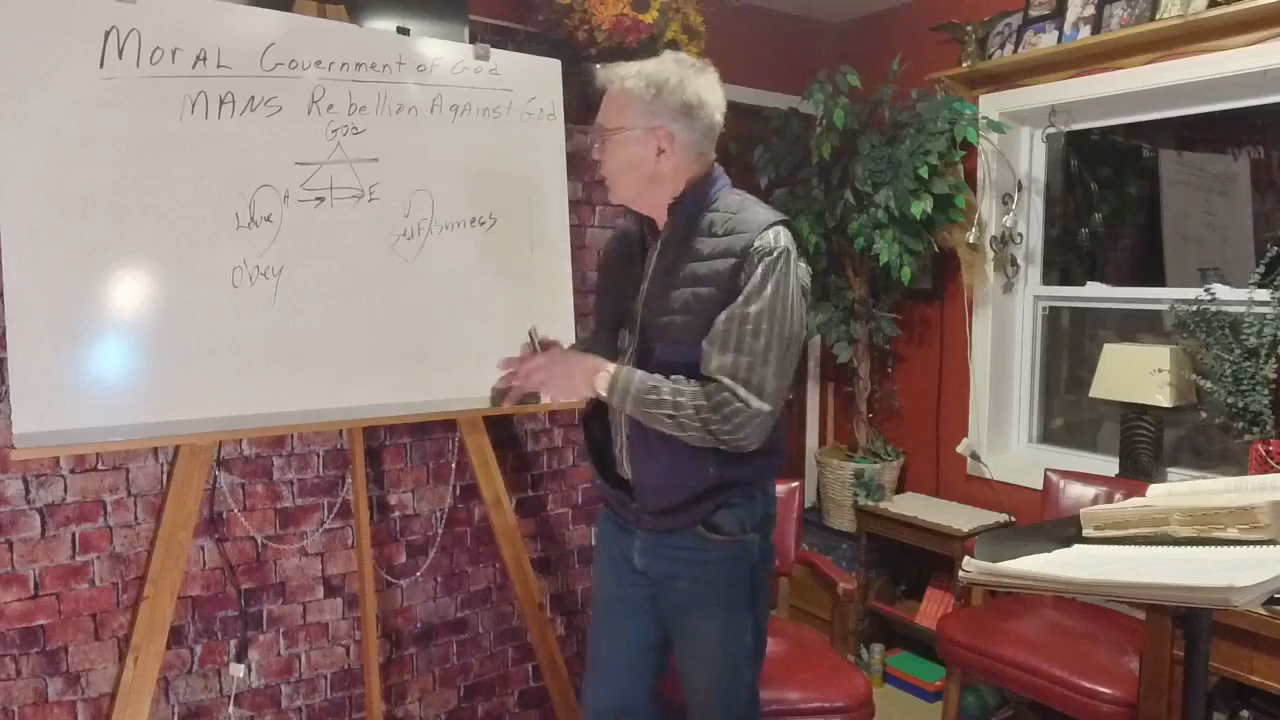 MORAL Government of God
MANS Rebellion Against God
God
A E
Love selfishness
Obey